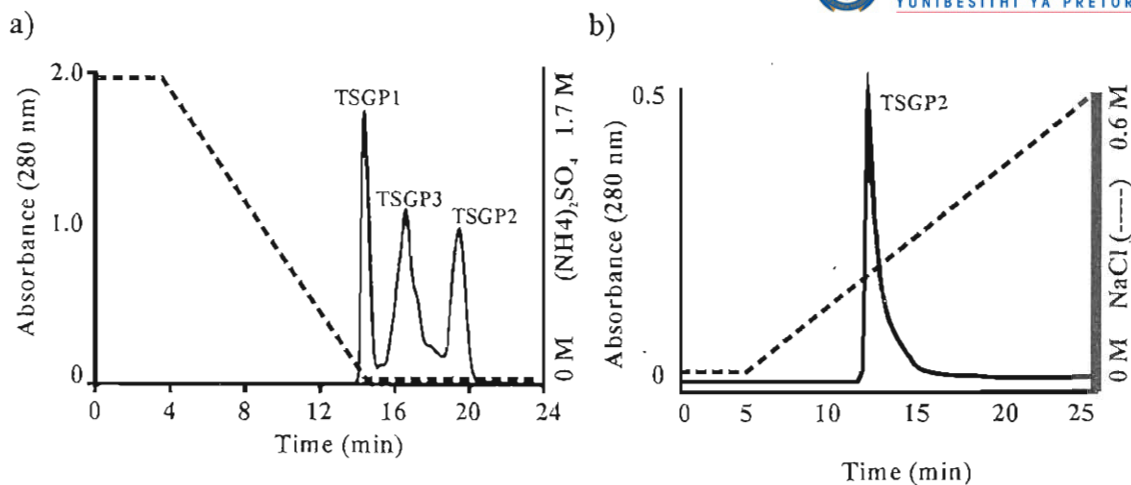 YUNIBESITHI YA PRETOR
a)
2.0
1.0
0
Absorbance (280 nm)
TSGP1
TSGP3
TSGP2
0 M (NH4)₂SO₄ 1.7 M
0 4 8 12 16 20 24
Time (min)
b)
0.5
0
Absorbance (280 nm)
TSGP2
0 M NaCl (-----) 0.6 M
0 5 10 15 20 25
Time (min)